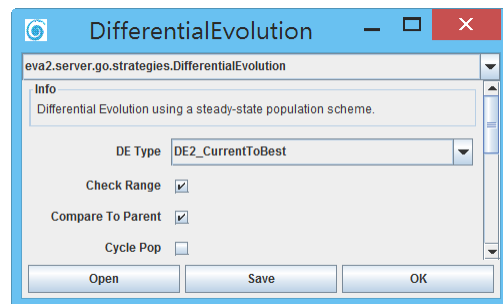 DifferentialEvolution
eva2.server.go.strategies.DifferentialEvolution
Info
Differential Evolution using a steady-state population scheme.
DE Type DE2_CurrentToBest
Check Range
Compare To Parent
Cycle Pop
Open Save OK